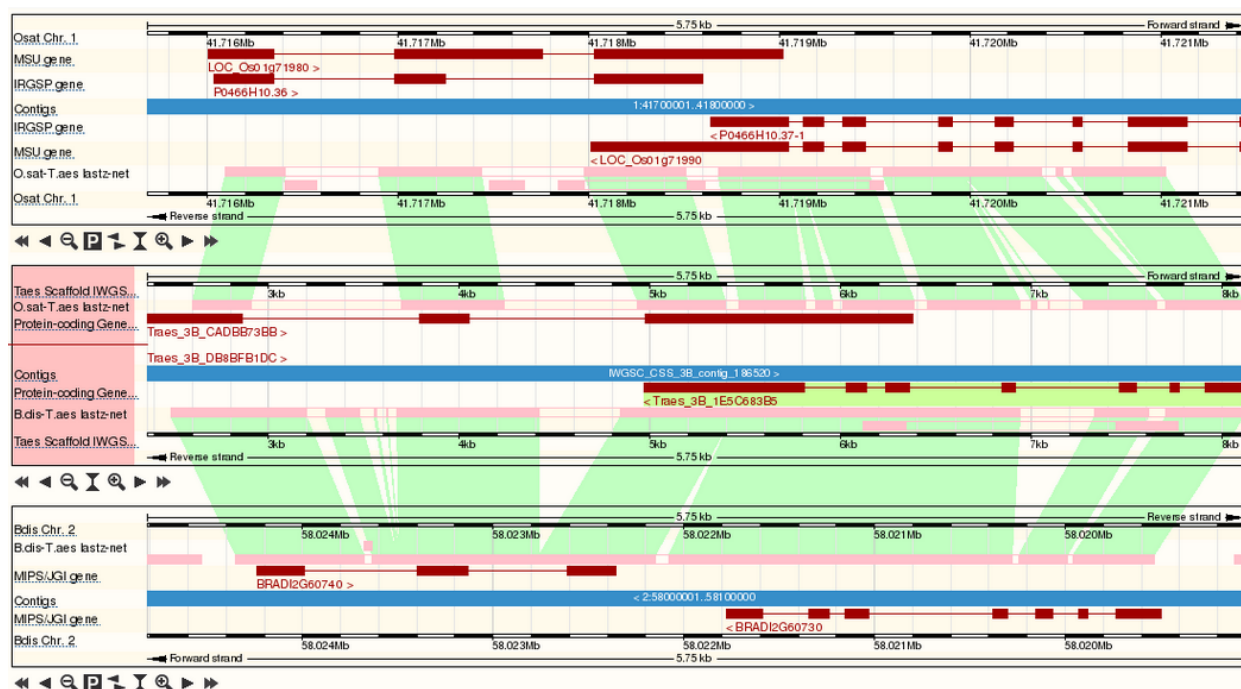 5.75 kb Forward strand
Osat Chr. 1
41.716Mb 41.717Mb 41.718Mb 41.719Mb 41.720Mb 41.721Mb
MSU gene
LOC_Os01g71980 >
IRGSP gene
P0466H10.36 >
Contigs 1:41700001..41800000 >
IRGSP gene
< P0466H10.37-1
MSU gene
< LOC_Os01g71990
O.sat-T.aes lastz-net
Osat Chr. 1
41.716Mb 41.717Mb 41.718Mb 41.719Mb 41.720Mb 41.721Mb
Reverse strand 5.75 kb
P
5.75 kb Forward strand
Taes Scaffold IWGS...
3kb 4kb 5kb 6kb 7kb 8kb
O.sat-T.aes lastz-net
Protein-coding Gene...
Traes_3B_CADBB73BB >
Traes_3B_DB8BFB1DC >
Contigs IWGSC_CSS_3B_contig_186520 >
Protein-coding Gene...
< Traes_3B_1E5C683B5
B.dis-T.aes lastz-net
Taes Scaffold IWGS...
3kb 4kb 5kb 6kb 7kb 8kb
Reverse strand 5.75 kb
5.75 kb Reverse strand
Bdis Chr. 2
58.024Mb 58.023Mb 58.022Mb 58.021Mb 58.020Mb
B.dis-T.aes lastz-net
MIPS/JGI gene
BRADI2G60740 >
Contigs < 2:58000001..58100000
MIPS/JGI gene
< BRADI2G60730
Bdis Chr. 2
58.024Mb 58.023Mb 58.022Mb 58.021Mb 58.020Mb
Forward strand 5.75 kb
P